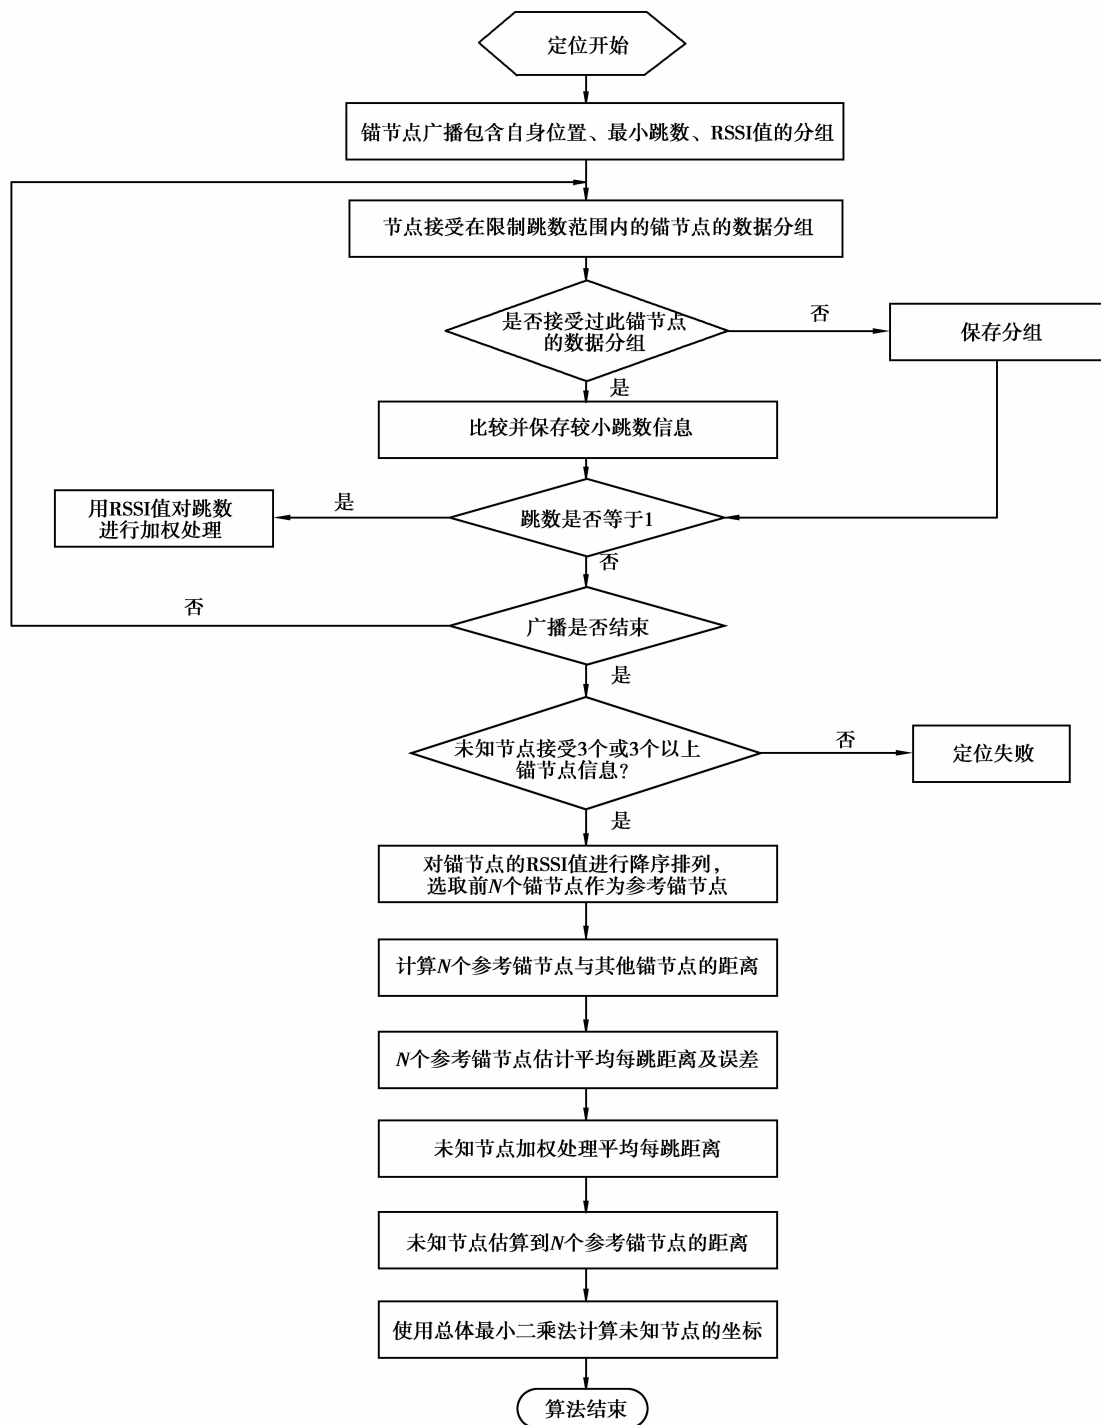 定位开始
锚节点广播包含自身位置、最小跳数、RSSI值的分组
节点接受在限制跳数范围内的锚节点的数据分组
是否接受过此锚节点
的数据分组
否
保存分组
是
比较并保存较小跳数信息
用RSSI值对跳数
进行加权处理
是
跳数是否等于1
否
否
广播是否结束
是
未知节点接受3个或3个以上
锚节点信息?
否
定位失败
是
对锚节点的RSSI值进行降序排列,
选取前N个锚节点作为参考锚节点
计算N个参考锚节点与其他锚节点的距离
N个参考锚节点估计平均每跳距离及误差
未知节点加权处理平均每跳距离
未知节点估算到N个参考锚节点的距离
使用总体最小二乘法计算未知节点的坐标
算法结束